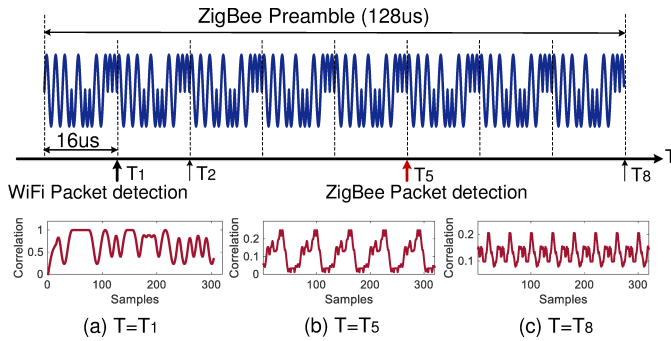 ZigBee Preamble (128us)
16us
T
T1
T2
T5
T8
WiFi Packet detection
ZigBee Packet detection
Correlation
1
0.5
0
0
100
200
300
Samples
(a) T=T1
Correlation
0.2
0.1
0
100
200
300
Samples
(b) T=T5
Correlation
0.2
0.1
0
100
200
300
Samples
(c) T=T8